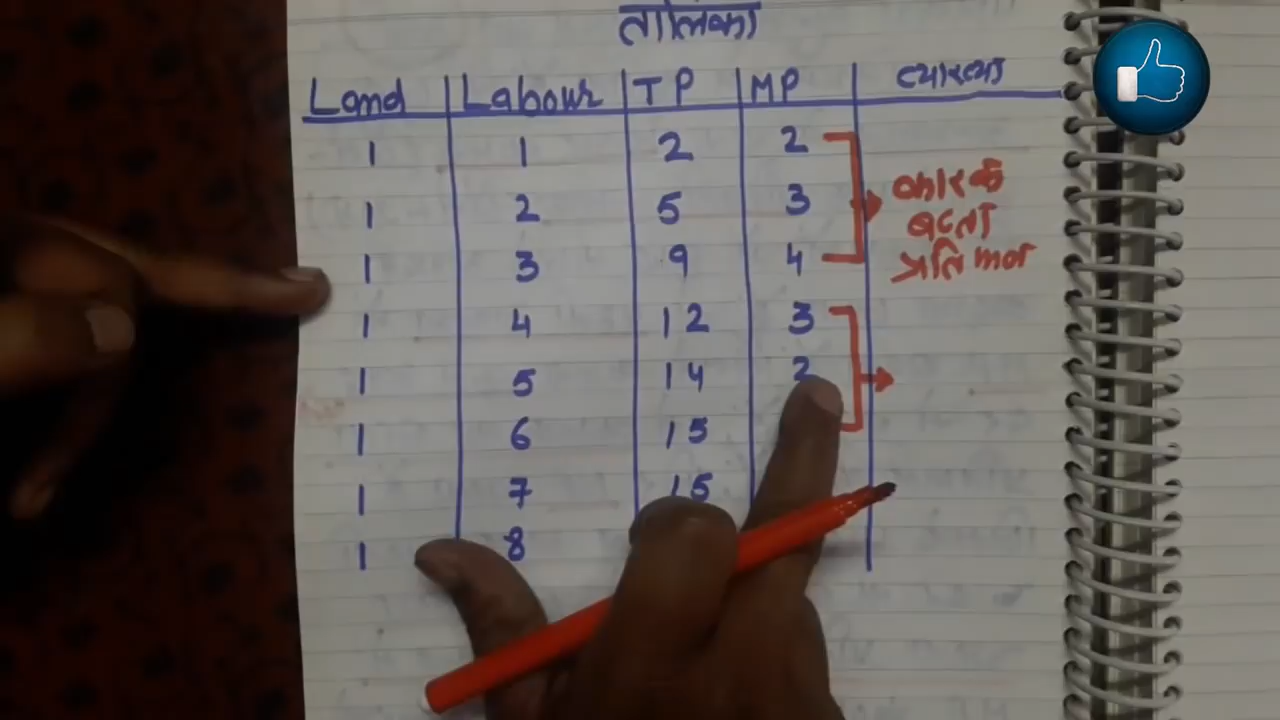 तालिका
Land Labour TP MP व्याख्या
1 1 2 2
1 2 5 3
1 3 9 4
कारक के
बढ़ता
प्रतिफल
1 4 12 3
1 5 14 2
1 6 15
1 7 15
1 8